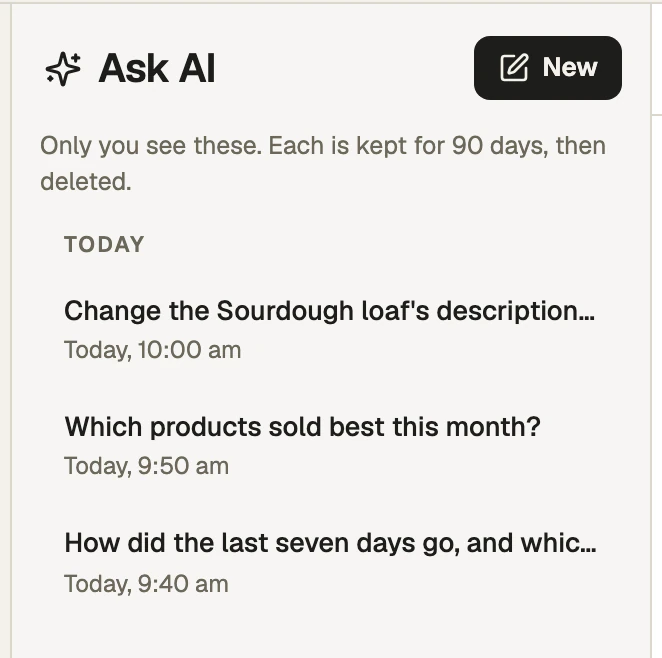 Ask AI
New
Only you see these. Each is kept for 90 days, then
deleted.
TODAY
Change the Sourdough loaf's description...
Today, 10:00 am
Which products sold best this month?
Today, 9:50 am
How did the last seven days go, and whic...
Today, 9:40 am